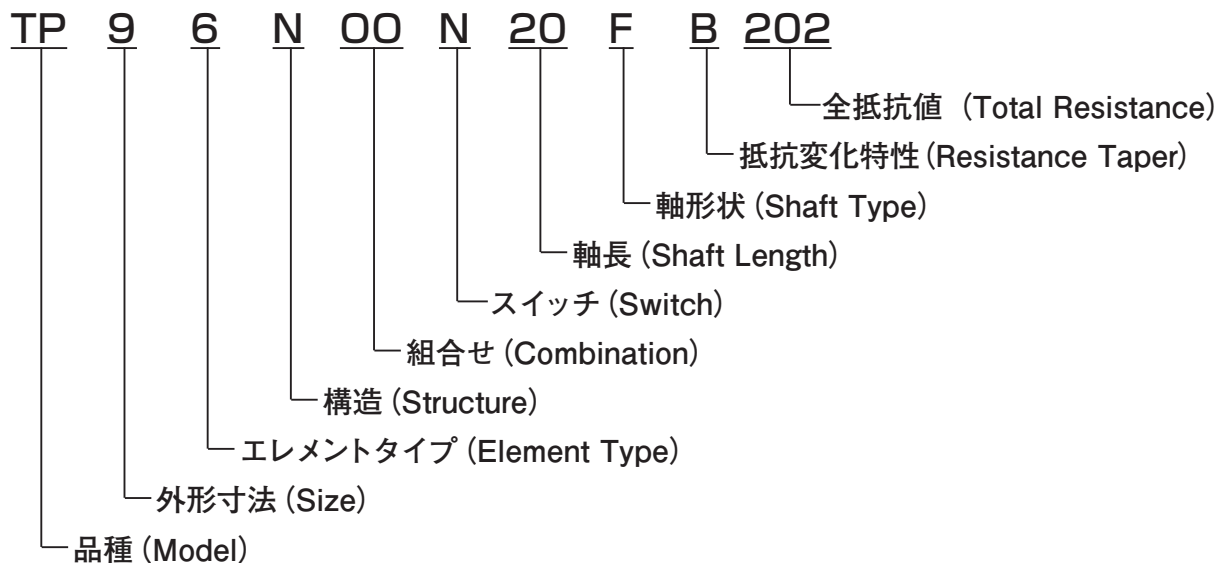 TP 9 6 N 00 N 20 F B 202
全抵抗値 (Total Resistance)
抵抗変化特性 (Resistance Taper)
軸形状 (Shaft Type)
軸長 (Shaft Length)
スイッチ (Switch)
組合せ (Combination)
構造 (Structure)
エレメントタイプ (Element Type)
外形寸法 (Size)
品種 (Model)